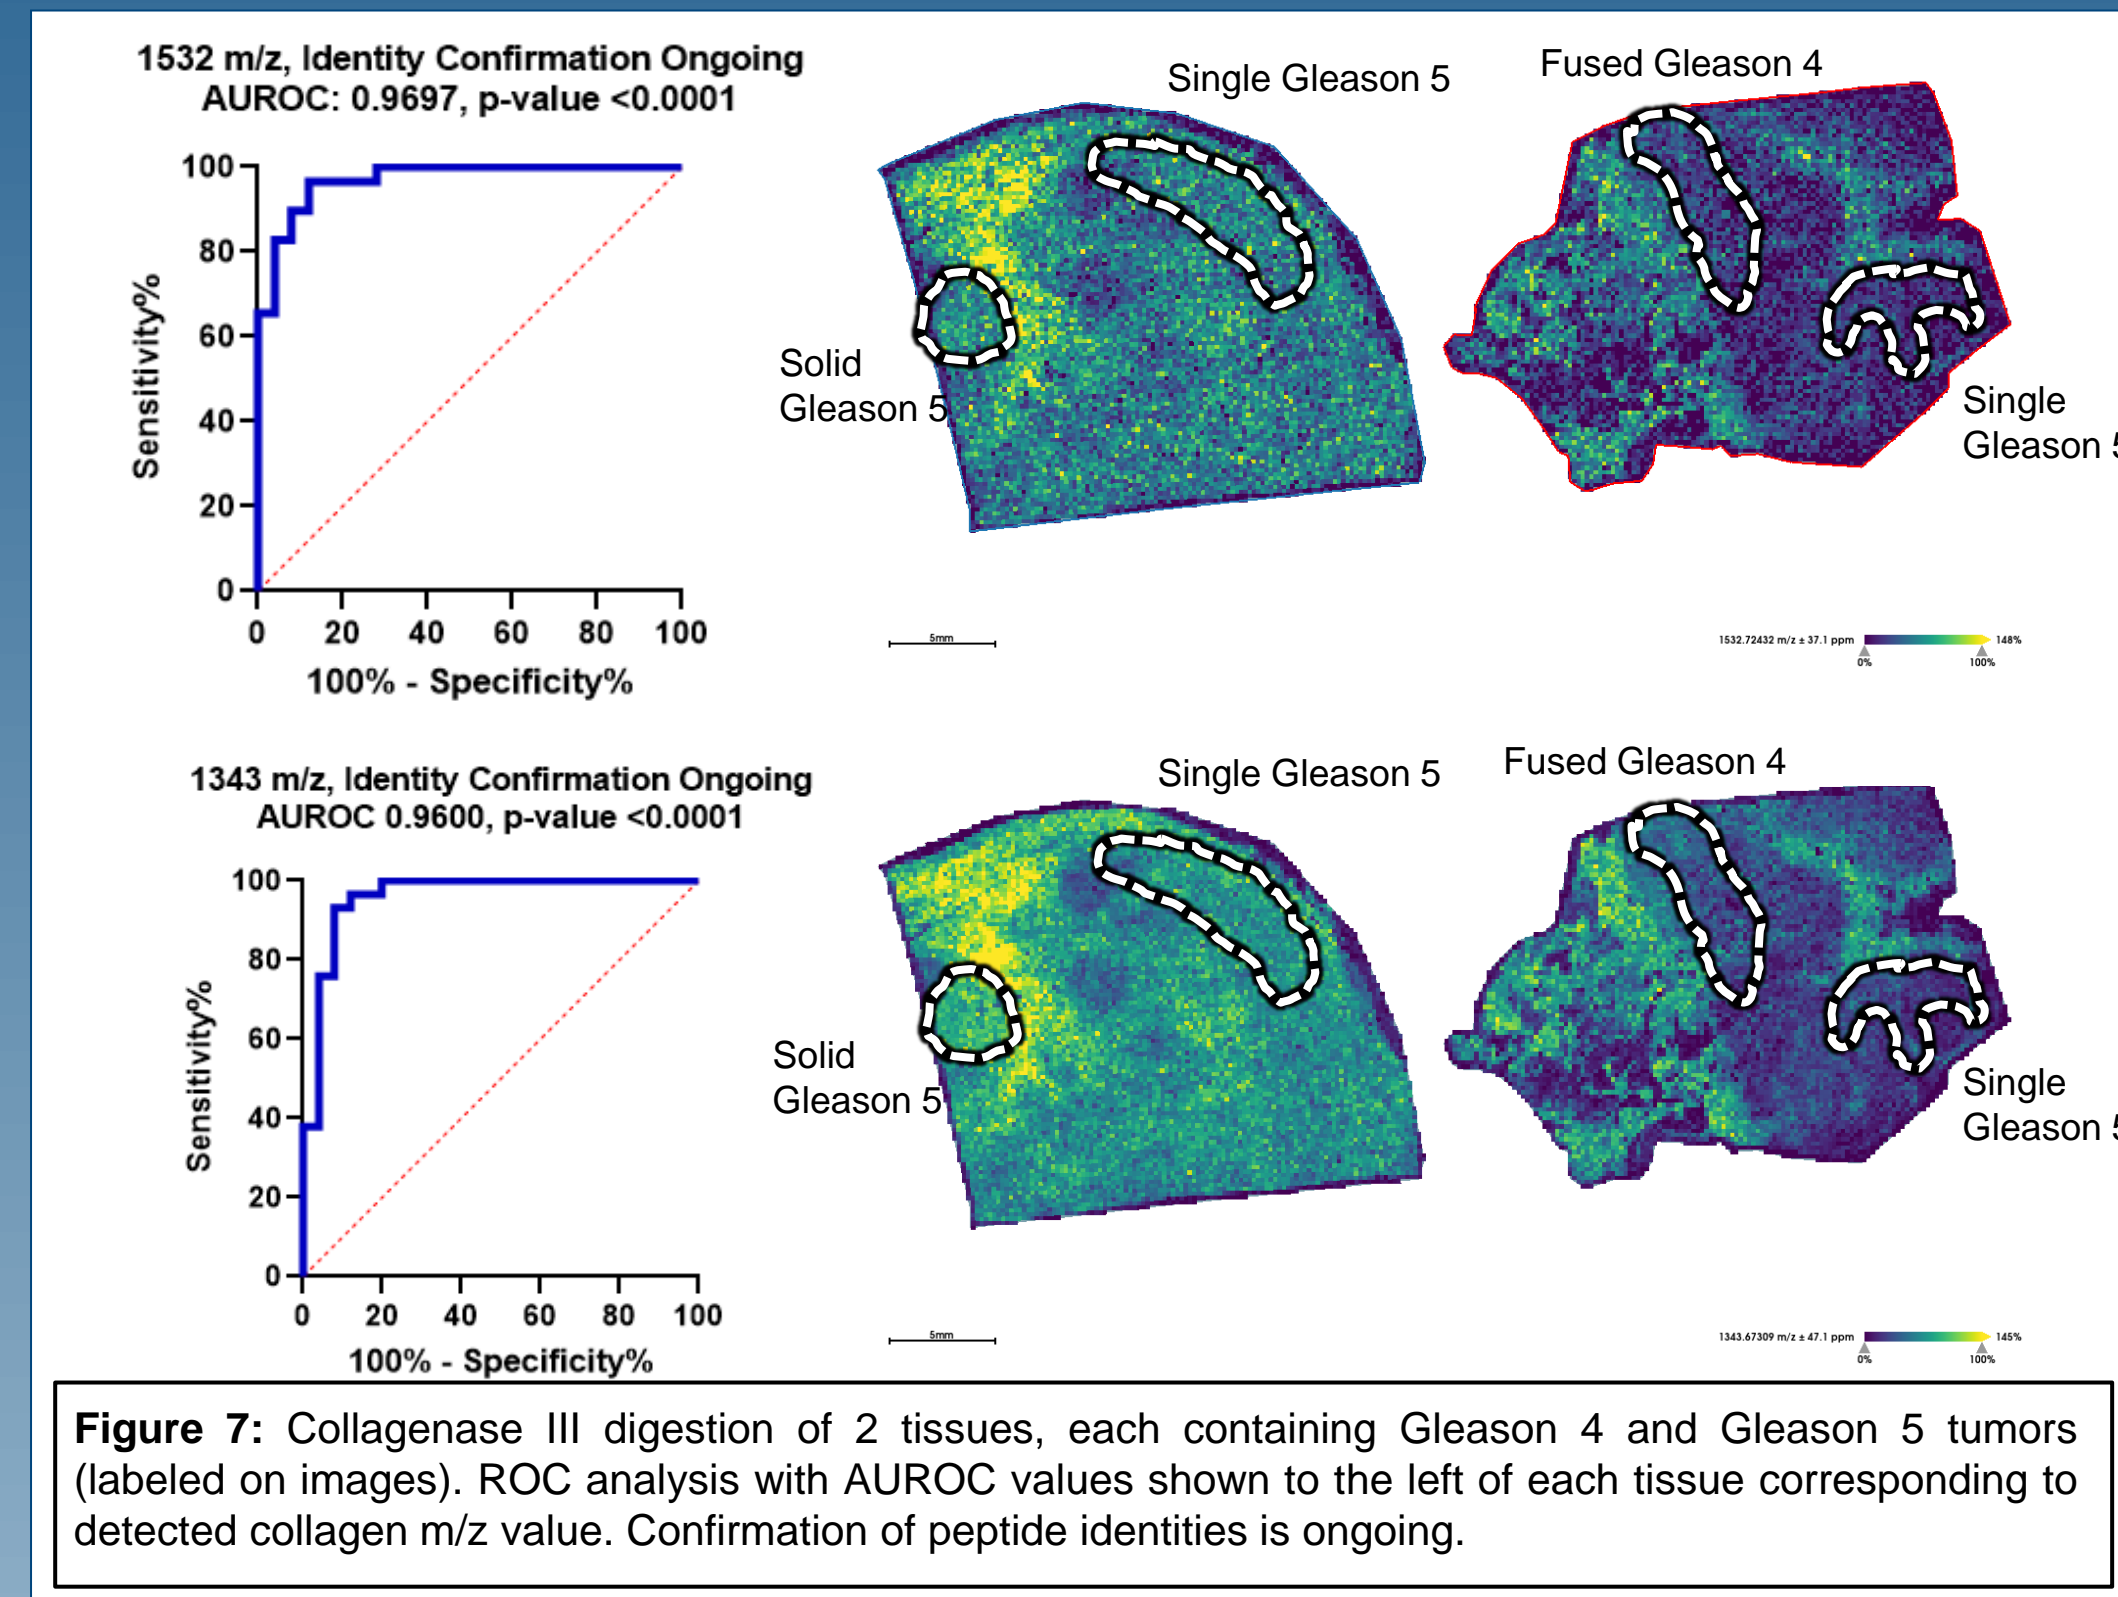 1532 m/z, Identity Confirmation Ongoing
AUROC: 0.9697, p-value <0.0001
Sensitivity%
100
80
60
40
20
0
0 20 40 60 80 100
100% - Specificity%
Single Gleason 5
Fused Gleason 4
Solid
Gleason 5
Single
Gleason 5
5mm
1532.72432 m/z ± 37.1 ppm
148%
0% 100%
1343 m/z, Identity Confirmation Ongoing
AUROC 0.9600, p-value <0.0001
Sensitivity%
100
80
60
40
20
0
0 20 40 60 80 100
100% - Specificity%
Single Gleason 5
Fused Gleason 4
Solid
Gleason 5
Single
Gleason 5
5mm
1343.67309 m/z ± 47.1 ppm
145%
0% 100%
Figure 7: Collagenase III digestion of 2 tissues, each containing Gleason 4 and Gleason 5 tumors
(labeled on images). ROC analysis with AUROC values shown to the left of each tissue corresponding to
detected collagen m/z value. Confirmation of peptide identities is ongoing.